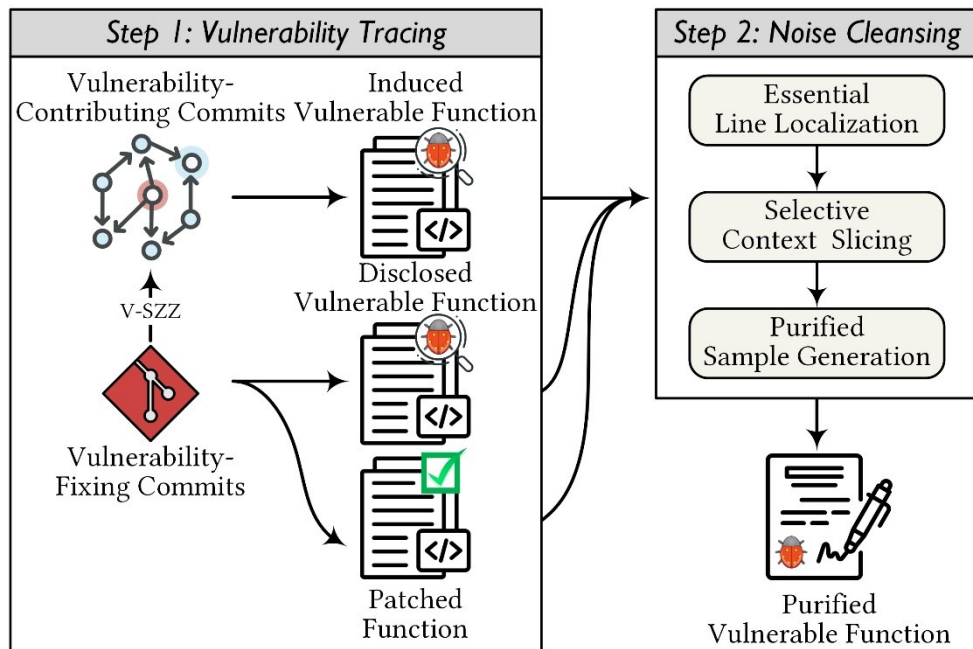 Step 1: Vulnerability Tracing
Vulnerability-
Contributing Commits
Induced
Vulnerable Function
</>
Disclosed
Vulnerable Function
V-SZZ
</>
Vulnerability-
Fixing Commits
</>
Patched
Function
Step 2: Noise Cleansing
Essential
Line Localization
Selective
Context Slicing
Purified
Sample Generation
Purified
Vulnerable Function